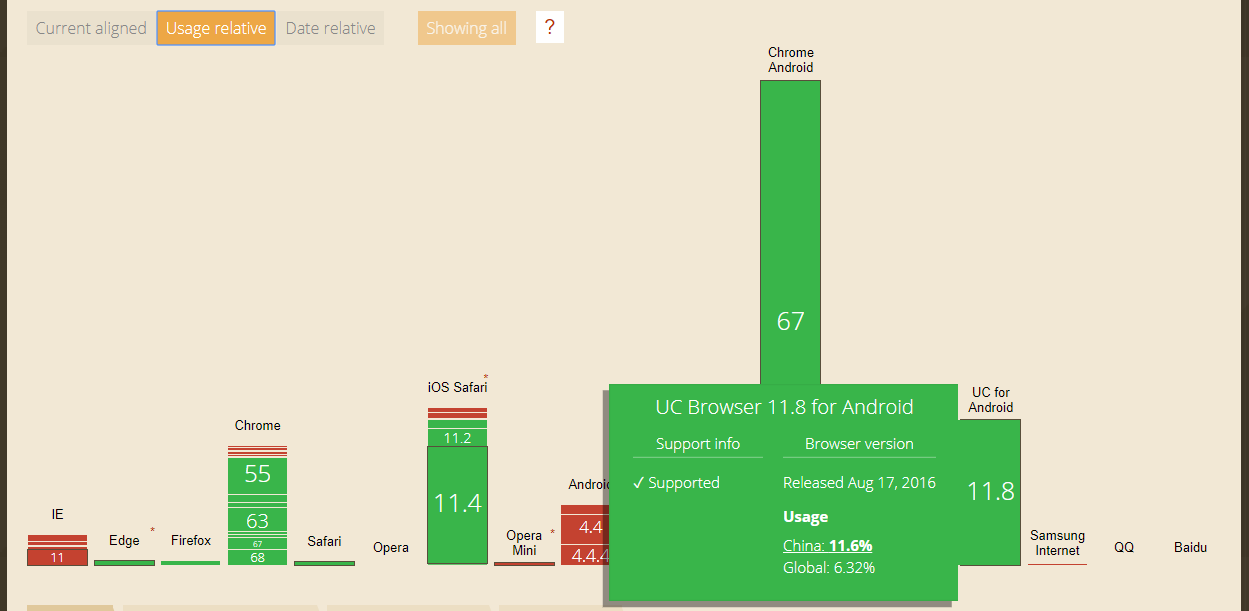 Current aligned
Usage relative
Date relative
Showing all
?
Chrome
Android
67
iOS Safari
*
11.2
11.4
Chrome
55
63
67
68
IE
11
Edge
*
Firefox
Safari
Opera
Opera
Mini
*
4.4
4.4.4
UC Browser 11.8 for Android
Support info
Browser version
✓ Supported
Released Aug 17, 2016
Usage
China: 11.6%
Global: 6.32%
UC for
Android
11.8
Samsung
Internet
QQ
Baidu